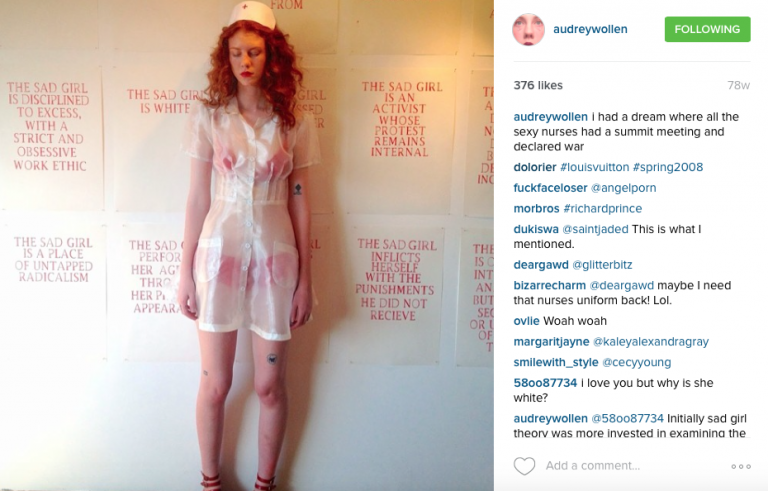 FROM
THE SAD GIRL
IS DISCIPLINED
TO EXCESS,
WITH A
STRICT AND
OBSESSIVE
WORK ETHIC
THE SAD GIRL
IS WHITE
THE SAD GIRL
IS AN
ACTIVIST
WHOSE
PROTEST
REMAINS
INTERNAL
THE SAD GIRL
IS A PLACE
OF UNTAPPED
RADICALISM
THE SAD
HER
THE SAD GIRL
INFLICTS
HERSELF
WITH THE
PUNISHMENTS
HE DID NOT
RECIEVE
audreywollen
FOLLOWING
376 likes
78w
audreywollen i had a dream where all the
sexy nurses had a summit meeting and
declared war
dolorier #louisvuitton #spring2008
fuckfaceloser @angelporn
morbros #richardprince
dukiswa @saintjaded This is what I
mentioned.
deargawd @glitterbitz
bizarrecharm @deargawd maybe I need
that nurses uniform back! Lol.
ovlie Woah woah
margaritjayne @kaleyalexandragray
smilewith_style @cecyyoung
58oo87734 i love you but why is she
white?
audreywollen @58oo87734 Initially sad girl
theory was more invested in examining the
Add a comment...